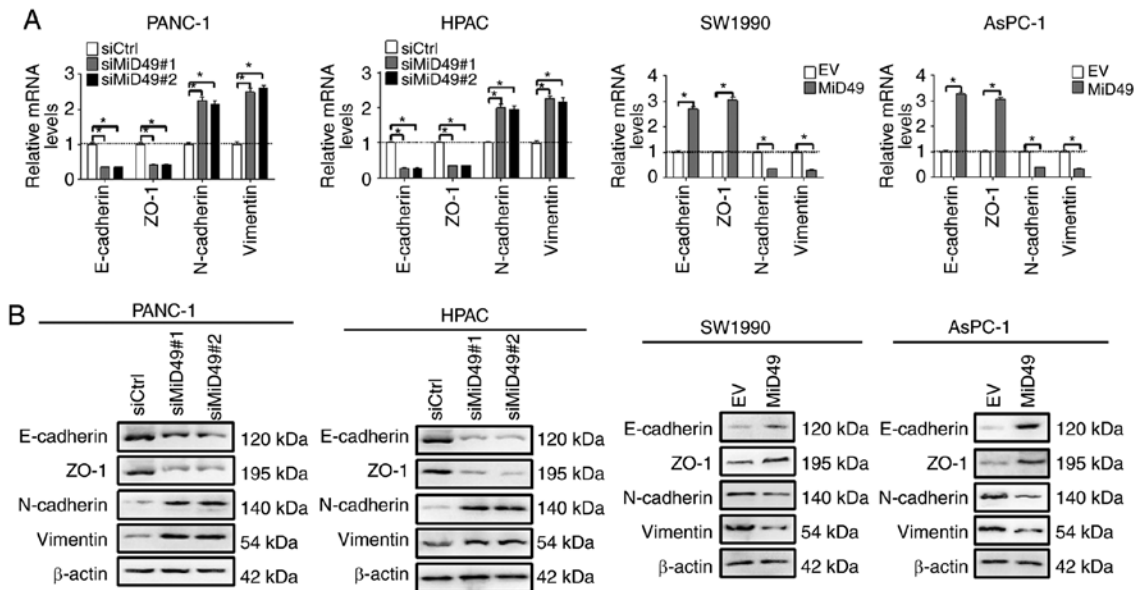 A
PANC-1
siCtrl
siMiD49#1
siMiD49#2
Relative mRNA
levels
3
2
1
0
* * * * * * * *
E-cadherin
ZO-1
N-cadherin
Vimentin
HPAC
siCtrl
siMiD49#1
siMiD49#2
Relative mRNA
levels
3
2
1
0
* * * * * * * *
E-cadherin
ZO-1
N-cadherin
Vimentin
SW1990
EV
MiD49
Relative mRNA
levels
4
3
2
1
0
* * * *
E-cadherin
ZO-1
N-cadherin
Vimentin
AsPC-1
EV
MiD49
Relative mRNA
levels
4
3
2
1
0
* * * *
E-cadherin
ZO-1
N-cadherin
Vimentin
B
PANC-1
siCtrl
siMiD49#1
siMiD49#2
E-cadherin 120 kDa
ZO-1 195 kDa
N-cadherin 140 kDa
Vimentin 54 kDa
β-actin 42 kDa
HPAC
siCtrl
siMiD49#1
siMiD49#2
E-cadherin 120 kDa
ZO-1 195 kDa
N-cadherin 140 kDa
Vimentin 54 kDa
β-actin 42 kDa
SW1990
EV
MiD49
E-cadherin 120 kDa
ZO-1 195 kDa
N-cadherin 140 kDa
Vimentin 54 kDa
β-actin 42 kDa
AsPC-1
EV
MiD49
E-cadherin 120 kDa
ZO-1 195 kDa
N-cadherin 140 kDa
Vimentin 54 kDa
β-actin 42 kDa